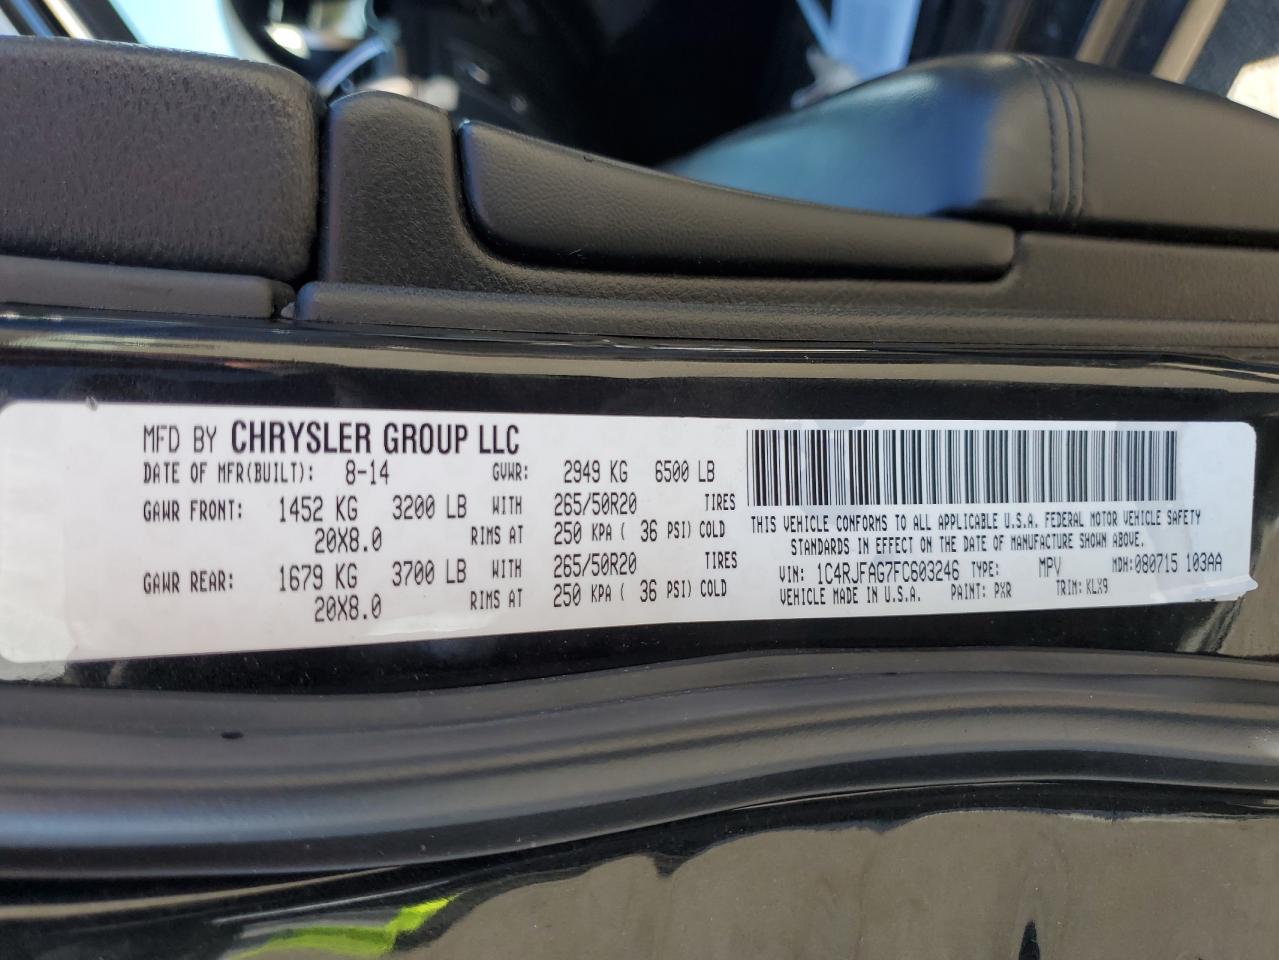 MFD BY CHRYSLER GROUP LLC
DATE OF MFR(BUILT): 8-14 GVWR: 2949 KG 6500 LB
GAWR FRONT: 1452 KG 3200 LB WITH 265/50R20 TIRES
20X8.0 RIMS AT 250 KPA ( 36 PSI) COLD
GAWR REAR: 1679 KG 3700 LB WITH 265/50R20 TIRES
20X8.0 RIMS AT 250 KPA ( 36 PSI) COLD
THIS VEHICLE CONFORMS TO ALL APPLICABLE U.S.A. FEDERAL MOTOR VEHICLE SAFETY
STANDARDS IN EFFECT ON THE DATE OF MANUFACTURE SHOWN ABOVE.
VIN: 1C4RJFAG7FC603246 TYPE: MPV MDH:080715 103AA
VEHICLE MADE IN U.S.A. PAINT: PXR TRIM: KLX9